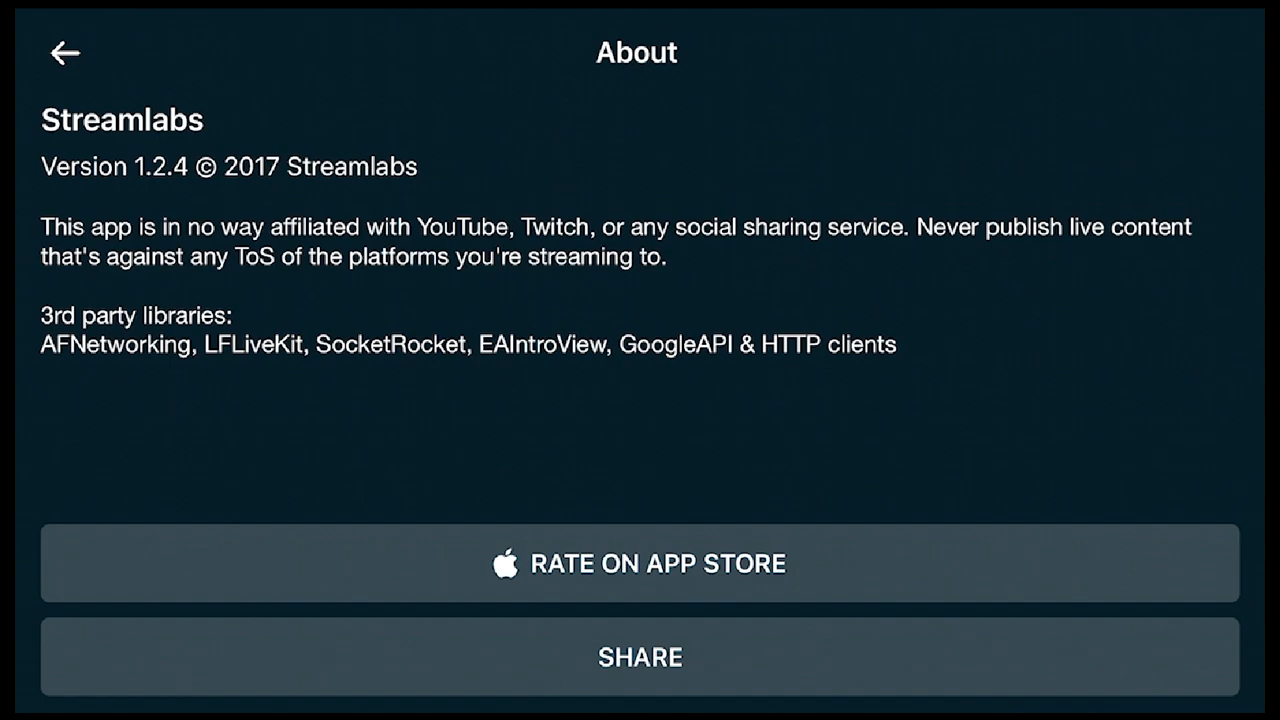 About
Streamlabs
Version 1.2.4 © 2017 Streamlabs
This app is in no way affiliated with YouTube, Twitch, or any social sharing service. Never publish live content
that's against any ToS of the platforms you're streaming to.
3rd party libraries:
AFNetworking, LFLiveKit, SocketRocket, EAIntroView, GoogleAPI & HTTP clients
RATE ON APP STORE
SHARE